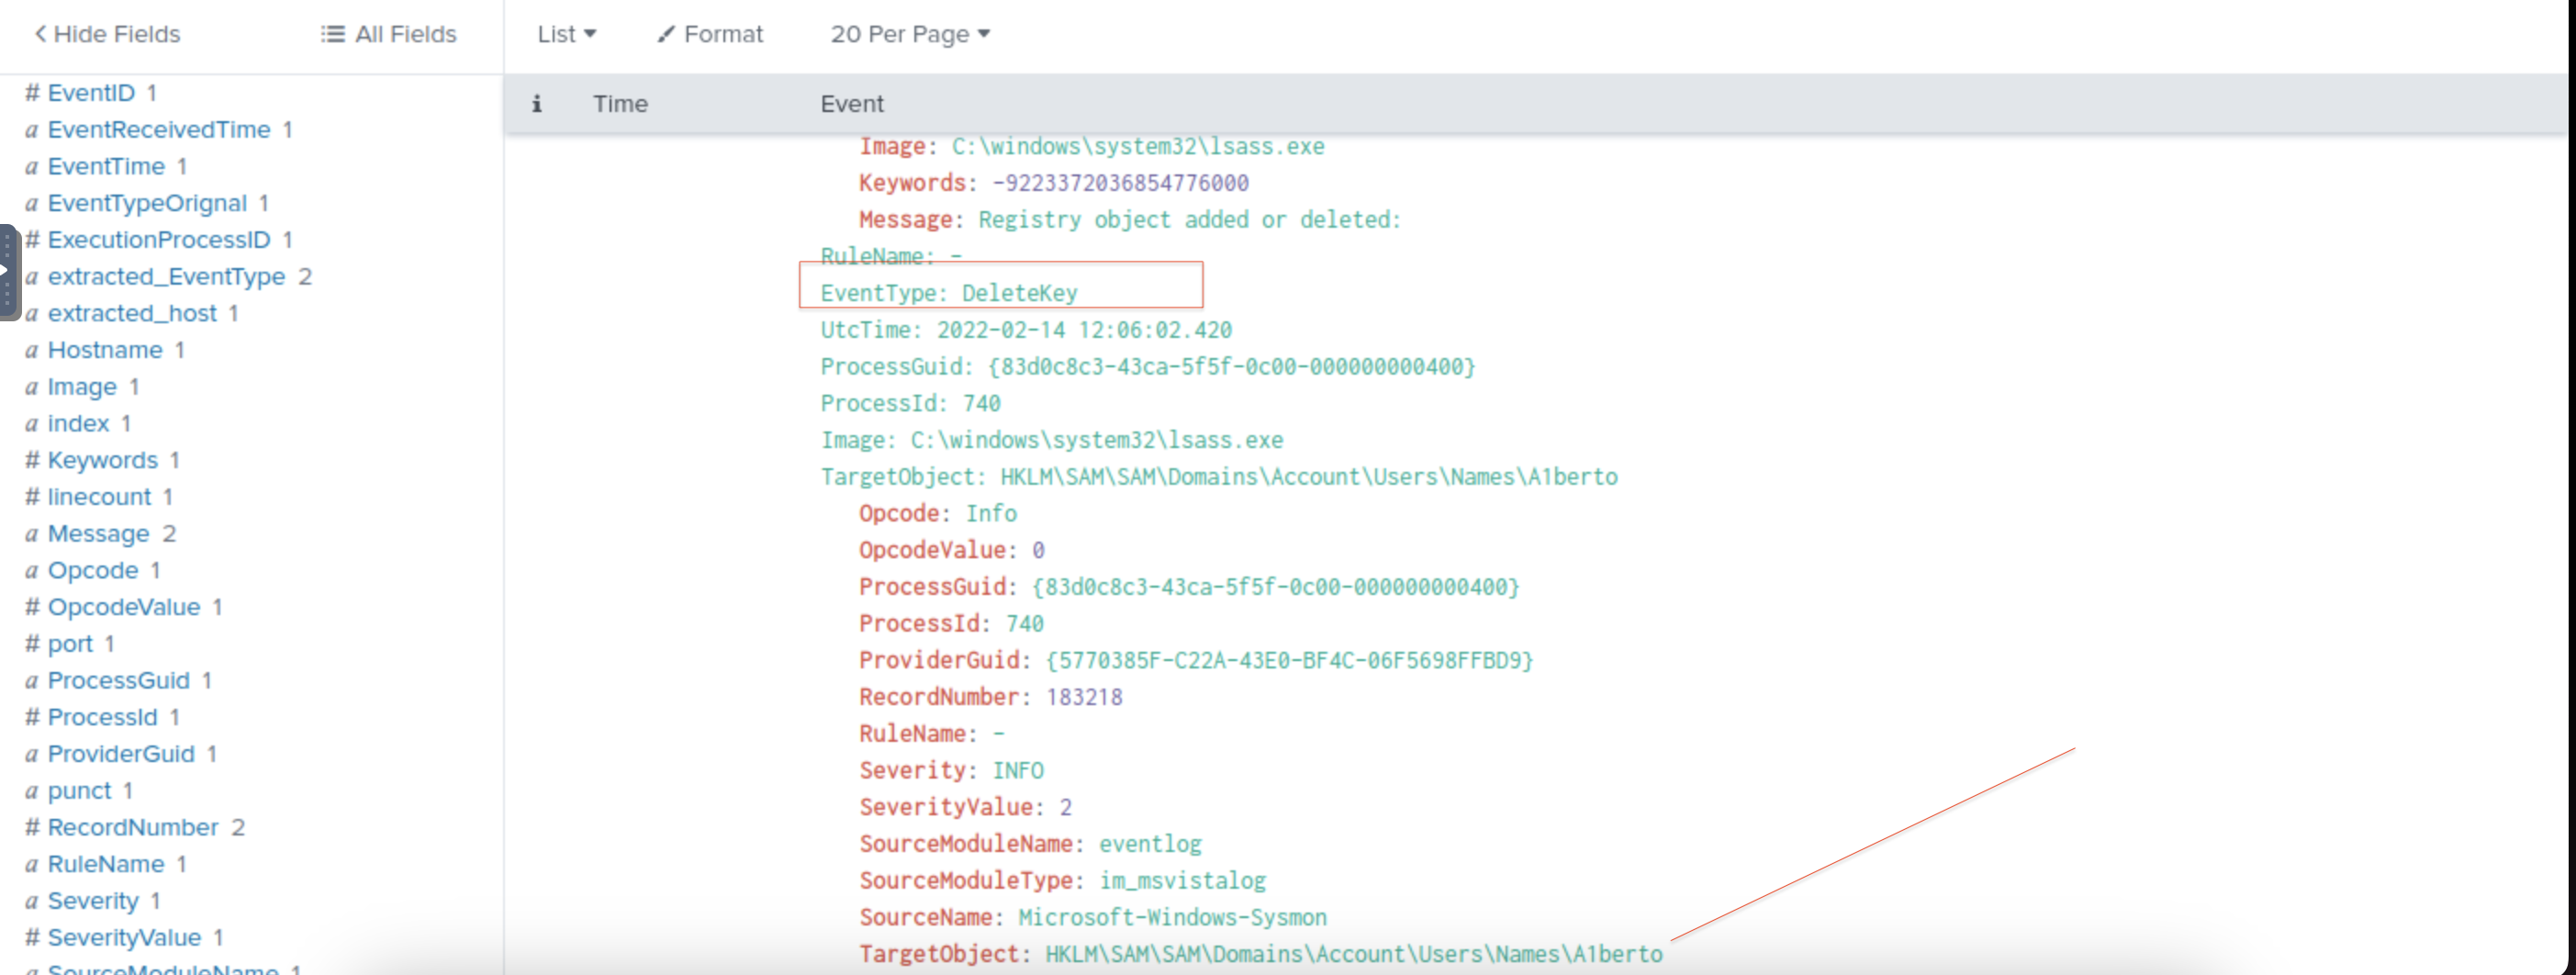 Hide Fields
All Fields
List
Format
20 Per Page
# EventID 1
a EventReceivedTime 1
a EventTime 1
a EventTypeOrignal 1
# ExecutionProcessID 1
a extracted_EventType 2
a extracted_host 1
a Hostname 1
a Image 1
a index 1
# Keywords 1
# linecount 1
a Message 2
a Opcode 1
# OpcodeValue 1
# port 1
a ProcessGuid 1
# ProcessId 1
a ProviderGuid 1
a punct 1
# RecordNumber 2
a RuleName 1
a Severity 1
# SeverityValue 1
a SourceModuleName 1
i Time Event
Image: C:\windows\system32\lsass.exe
Keywords: -9223372036854776000
Message: Registry object added or deleted:
RuleName: -
EventType: DeleteKey
UtcTime: 2022-02-14 12:06:02.420
ProcessGuid: {83d0c8c3-43ca-5f5f-0c00-000000000400}
ProcessId: 740
Image: C:\windows\system32\lsass.exe
TargetObject: HKLM\SAM\SAM\Domains\Account\Users\Names\A1berto
Opcode: Info
OpcodeValue: 0
ProcessGuid: {83d0c8c3-43ca-5f5f-0c00-000000000400}
ProcessId: 740
ProviderGuid: {5770385F-C22A-43E0-BF4C-06F5698FFBD9}
RecordNumber: 183218
RuleName: -
Severity: INFO
SeverityValue: 2
SourceModuleName: eventlog
SourceModuleType: im_msvistalog
SourceName: Microsoft-Windows-Sysmon
TargetObject: HKLM\SAM\SAM\Domains\Account\Users\Names\A1berto